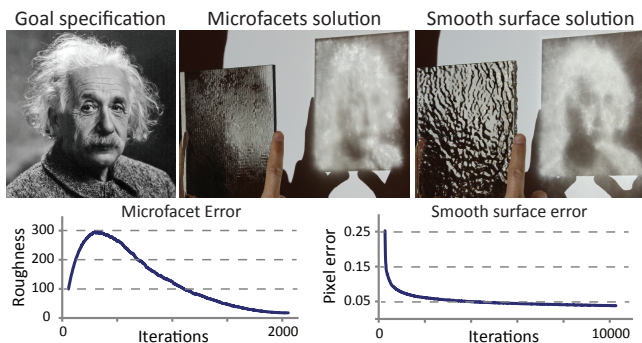 Goal specification
Microfacets solution
Smooth surface solution
Microfacet Error
Roughness
300
200
100
0
0
2000
Iterations
Smooth surface error
Pixel error
0.25
0.15
0.05
0
10000
Iterations